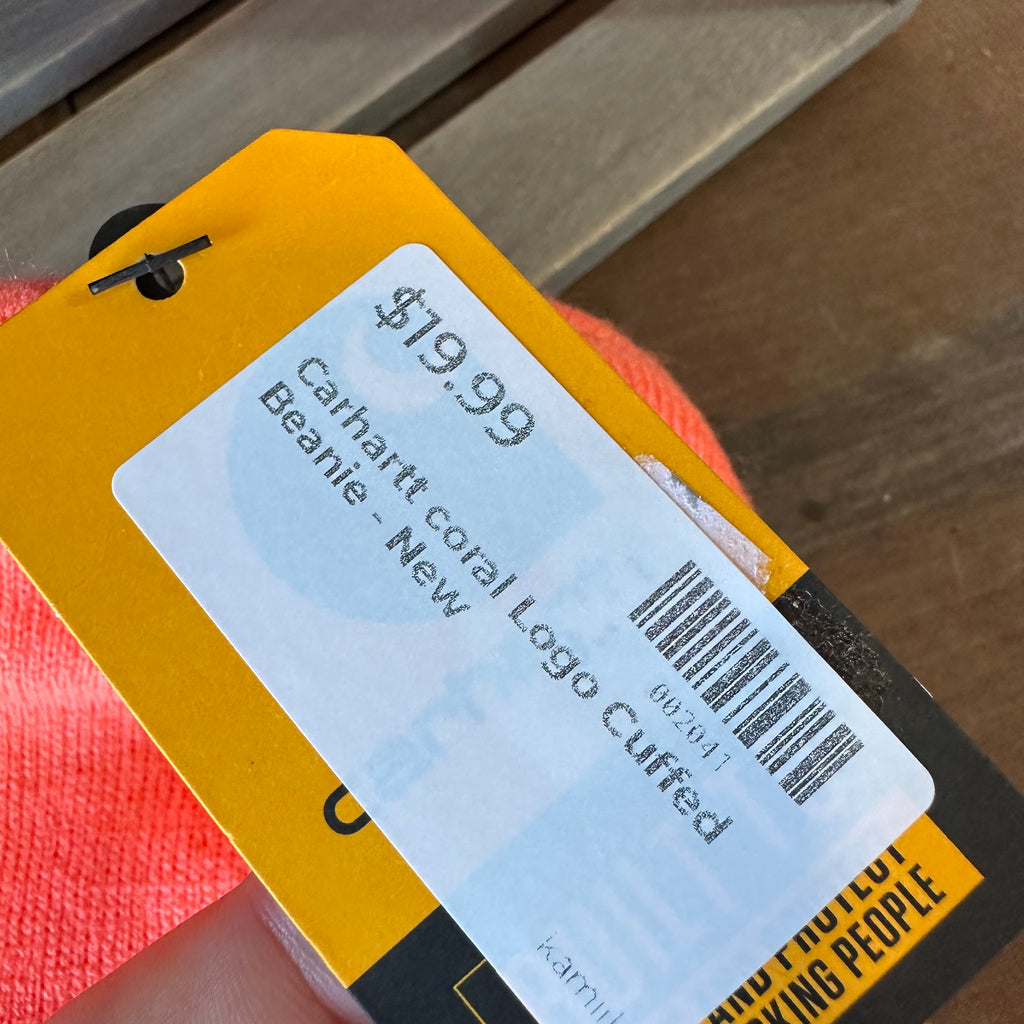 $19.99
Carhartt coral Logo Cuffed
Beanie - New
002041
AND PROTECT
KING PEOPLE